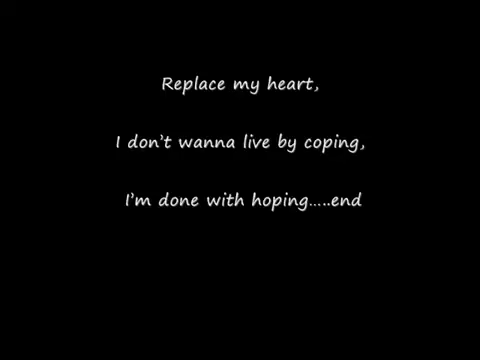 Replace my heart,
I don’t wanna live by coping,
I’m done with hoping…..end